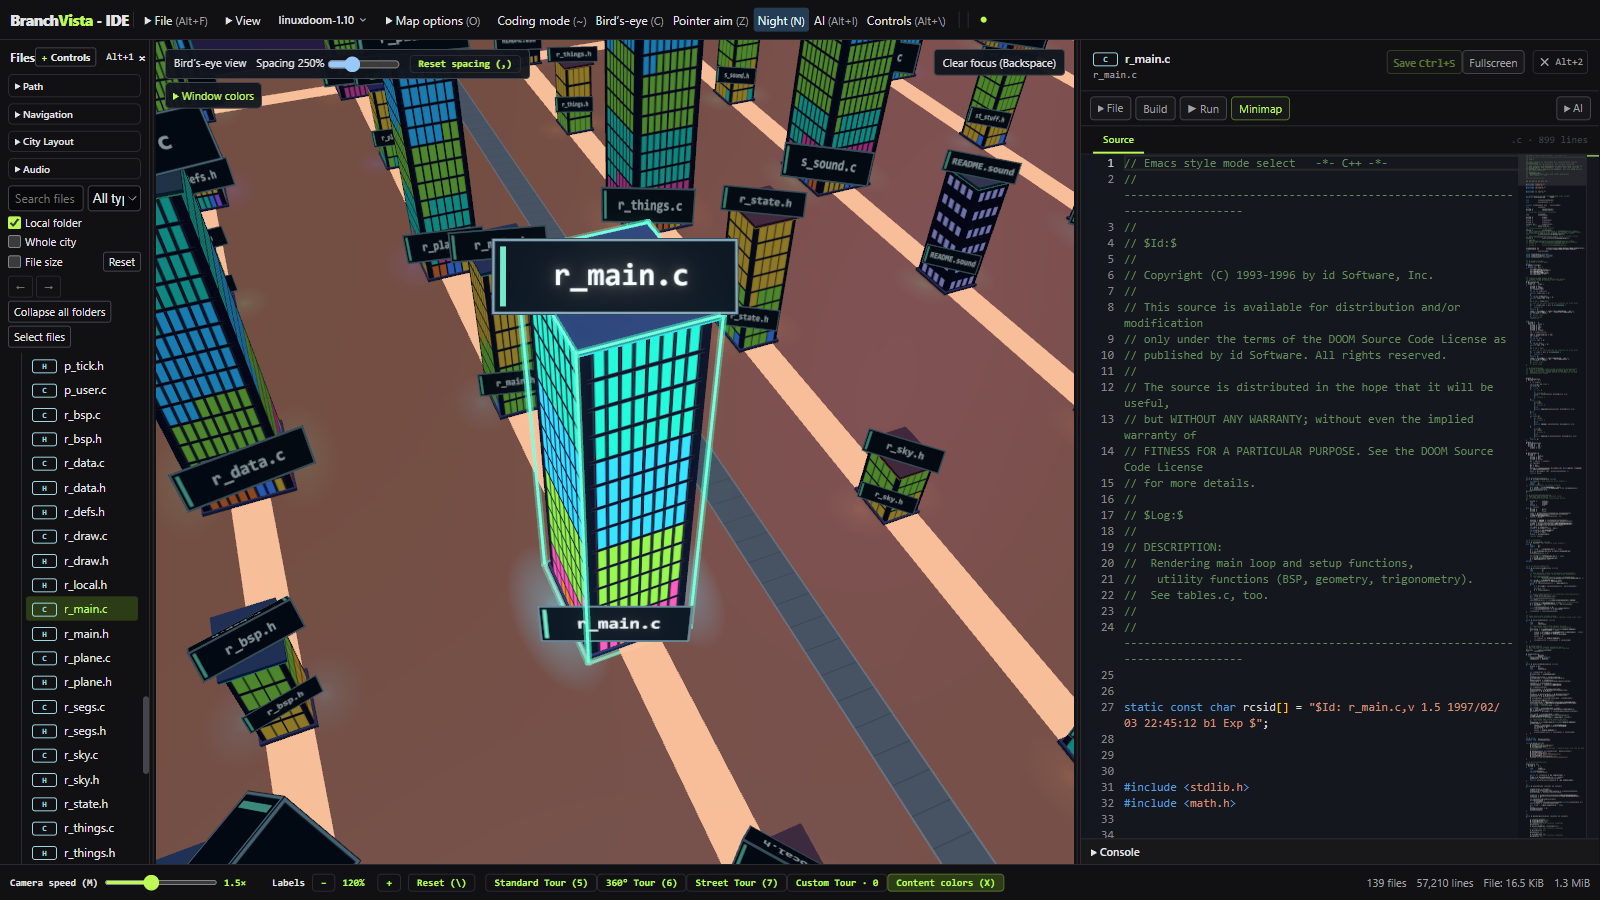 BranchVista - IDE
File (Alt+F)
View
linuxdoom-1.10
Map options (O)
Coding mode (~)
Bird's-eye (C)
Pointer aim (Z)
Night (N)
AI (Alt+I)
Controls (Alt+\)
Files
+ Controls
Alt+1 ×
Path
Navigation
City Layout
Audio
Search files
All ty
Local folder
Whole city
File size
Reset
← →
Collapse all folders
Select files
H p_tick.h
C p_user.c
C r_bsp.c
H r_bsp.h
C r_data.c
H r_data.h
H r_defs.h
C r_draw.c
H r_draw.h
H r_local.h
C r_main.c
H r_main.h
C r_plane.c
H r_plane.h
C r_segs.c
H r_segs.h
C r_sky.c
H r_sky.h
H r_state.h
C r_things.c
H r_things.h
Bird's-eye view
Spacing 250%
Reset spacing (,)
Window colors
Clear focus (Backspace)
r_things.h
r_things.h
s_sound.h
st_stuff.h
s_sound.c
README.sound
README.sound
r_things.c
r_state.h
r_state.h
r_main.c
r_main.c
r_data.c
r_bsp.h
r_bsp.h
r_sky.h
r_sky.h
C r_main.c
r_main.c
Save Ctrl+S
Fullscreen
× Alt+2
File
Build
Run
Minimap
AI
Source
.c · 899 lines
1 // Emacs style mode select   -*- C++ -*-
2 //
-----------------------------------------------------------
------------------
3 //
4 // $Id:$
5 //
6 // Copyright (C) 1993-1996 by id Software, Inc.
7 //
8 // This source is available for distribution and/or
modification
9 // only under the terms of the DOOM Source Code License as
10 // published by id Software. All rights reserved.
11 //
12 // The source is distributed in the hope that it will be
useful,
13 // but WITHOUT ANY WARRANTY; without even the implied
warranty of
14 // FITNESS FOR A PARTICULAR PURPOSE. See the DOOM Source
Code License
15 // for more details.
16 //
17 // $Log:$
18 //
19 // DESCRIPTION:
20 //  Rendering main loop and setup functions,
21 //   utility functions (BSP, geometry, trigonometry).
22 //  See tables.c, too.
23 //
24 //
-----------------------------------------------------------
------------------
25
26
27 static const char rcsid[] = "$Id: r_main.c,v 1.5 1997/02/
03 22:45:12 b1 Exp $";
28
29
30
31 #include <stdlib.h>
32 #include <math.h>
33
34
Console
Camera speed (M)
1.5×
Labels
-
120%
+
Reset (\)
Standard Tour (5)
360° Tour (6)
Street Tour (7)
Custom Tour · 0
Content colors (X)
139 files
57,210 lines
File: 16.5 KiB
1.3 MiB